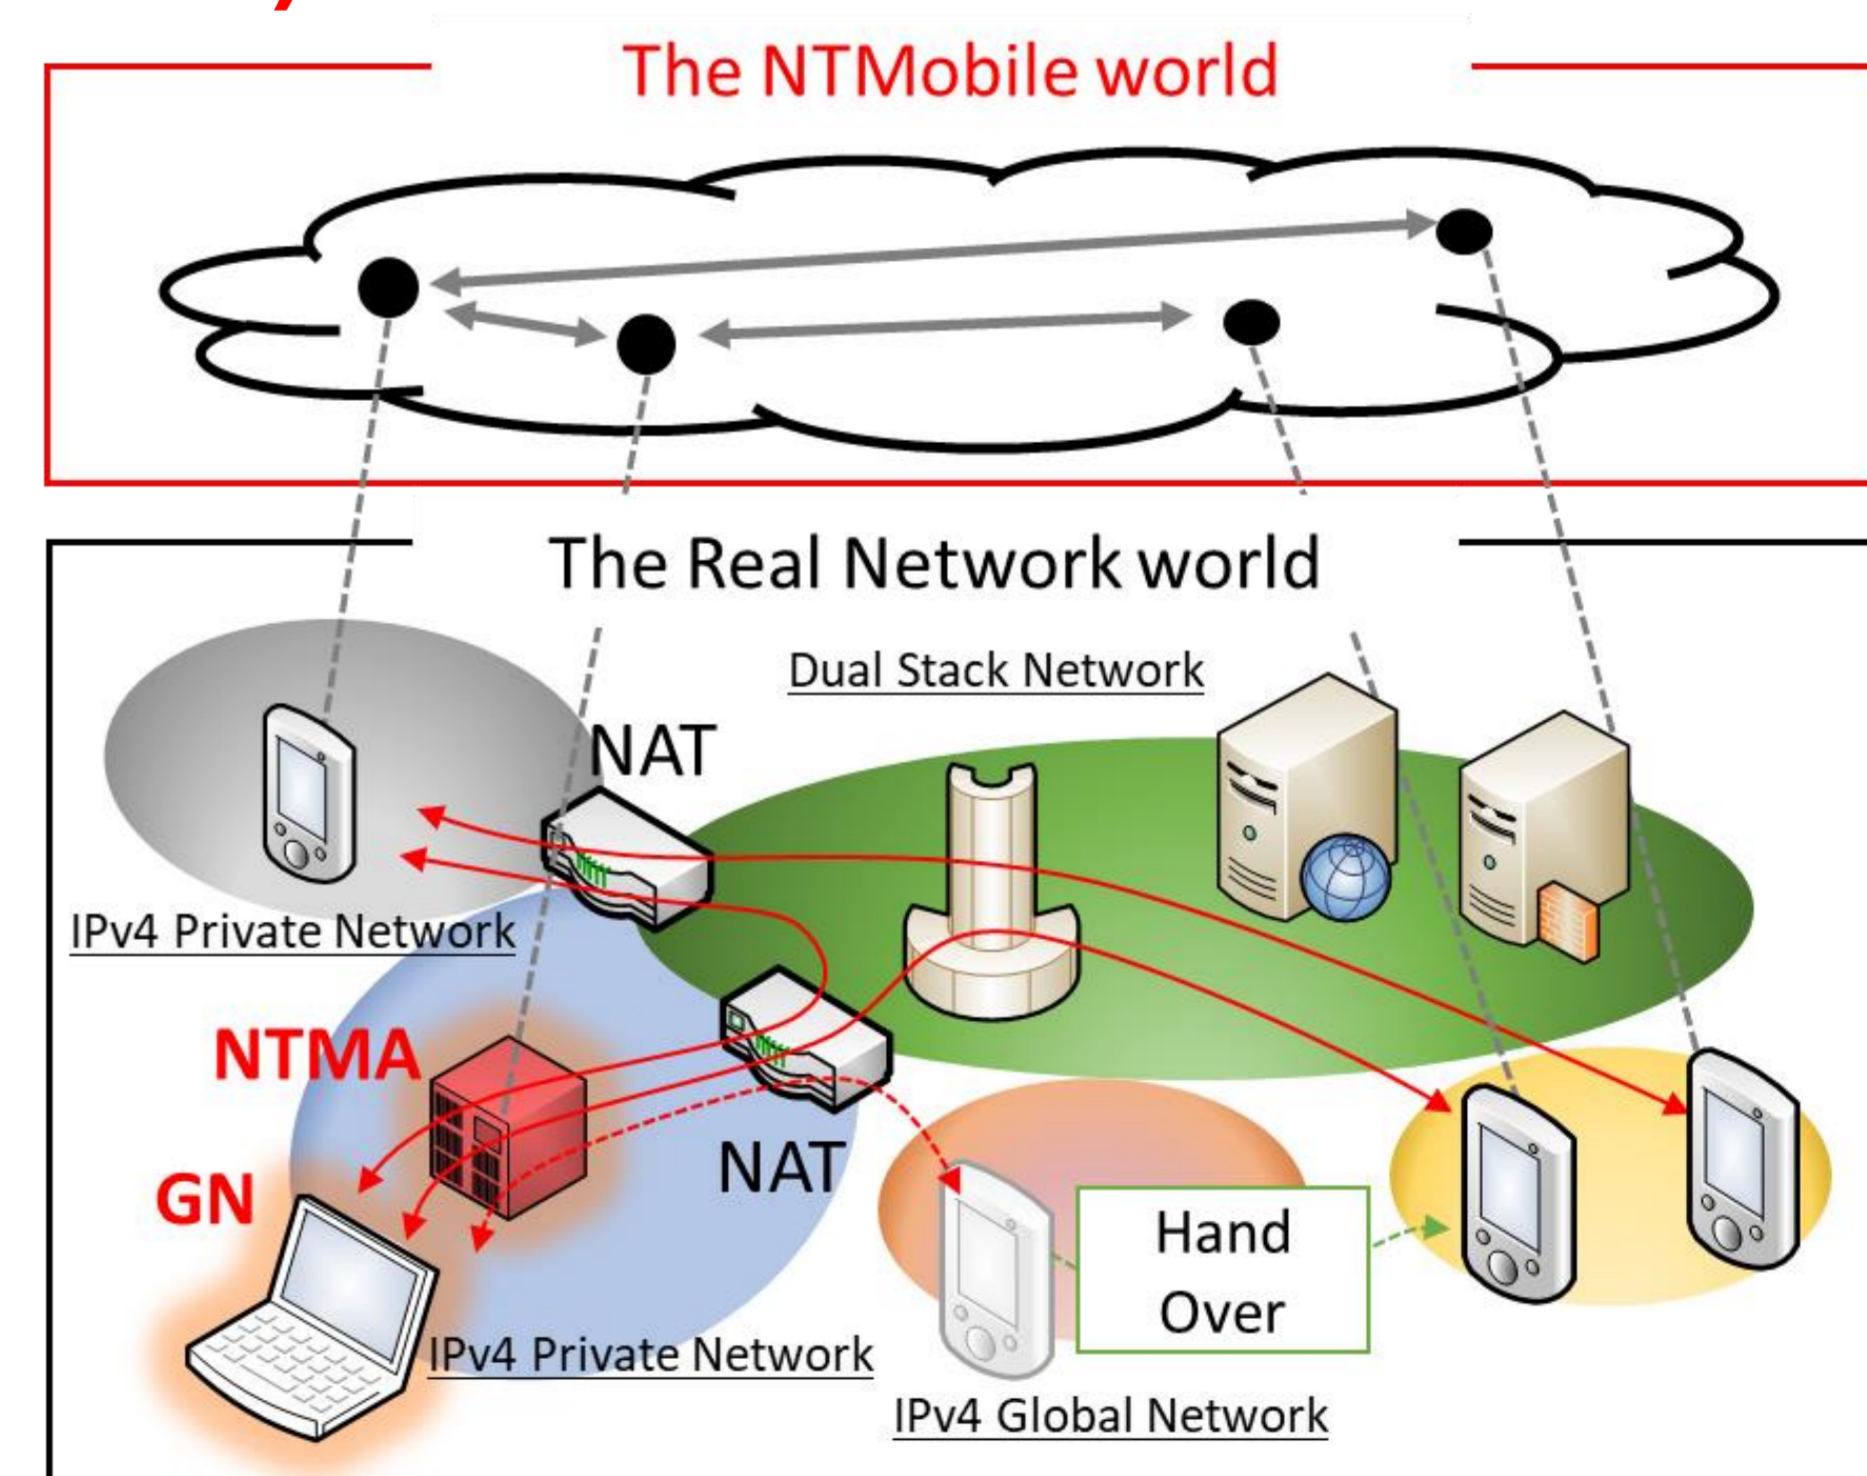 The NTMobile world
The Real Network world
Dual Stack Network
NAT
IPv4 Private Network
NTMA
NAT
GN
Hand
Over
IPv4 Private Network
IPv4 Global Network